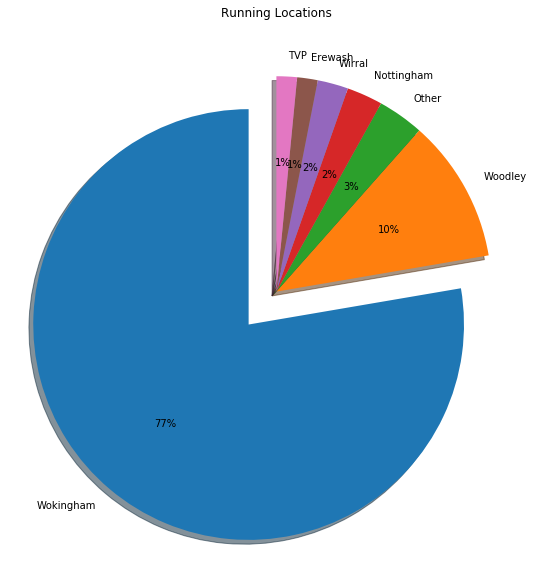 Running Locations
TVP
Erewash
Wirral
Nottingham
Other
Woodley
Wokingham
1%
1%
2%
2%
3%
10%
77%